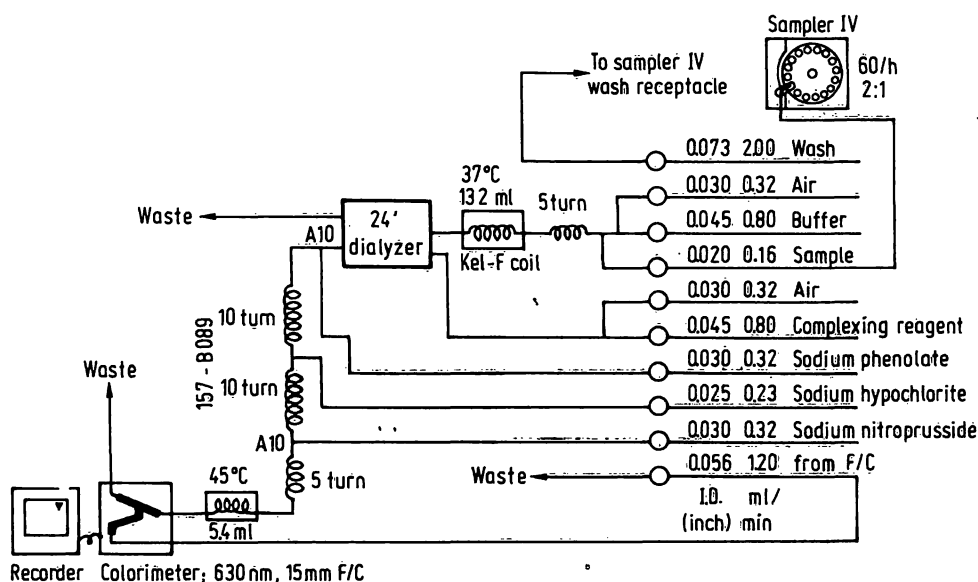 Sampler IV
To sampler IV
wash receptacle
60/h
2:1
0.073 2.00 Wash
37°C
13.2 ml
0.030 0.32 Air
5 turn
Waste
24'
dialyzer
A10
0.045 0.80 Buffer
Kel-F coil
0.020 0.16 Sample
0.030 0.32 Air
10 turn
0.045 0.80 Complexing reagent
157-B089
0.030 0.32 Sodium phenolate
Waste
10 turn
0.025 0.23 Sodium hypochlorite
A10
0.030 0.32 Sodium nitroprusside
45°C
5 turn
Waste
0.056 1.20 from F/C
5.4 ml
I.D. ml/
(inch) min
Recorder Colorimeter; 630 nm, 15 mm F/C